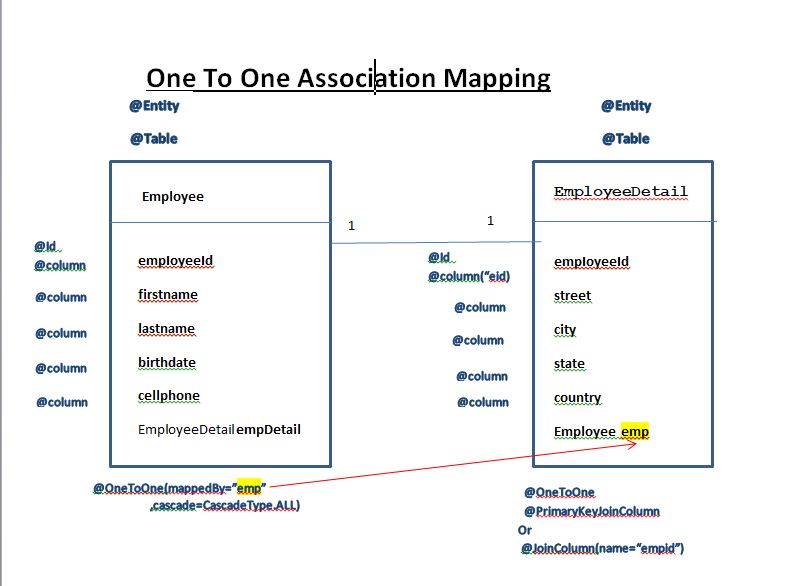 One To One Association Mapping
@Entity
@Entity
@Table
@Table
Employee
EmployeeDetail
1
1
@Id
@column
employeeId
@Id
@column("eid)
employeeId
@column
firstname
@column
street
@column
lastname
@column
city
@column
birthdate
@column
state
@column
cellphone
@column
country
EmployeeDetail empDetail
Employee emp
@OneToOne(mappedBy="emp"
,cascade=CascadeType.ALL)
@OneToOne
@PrimaryKeyJoinColumn
Or
@JoinColumn(name="empid")